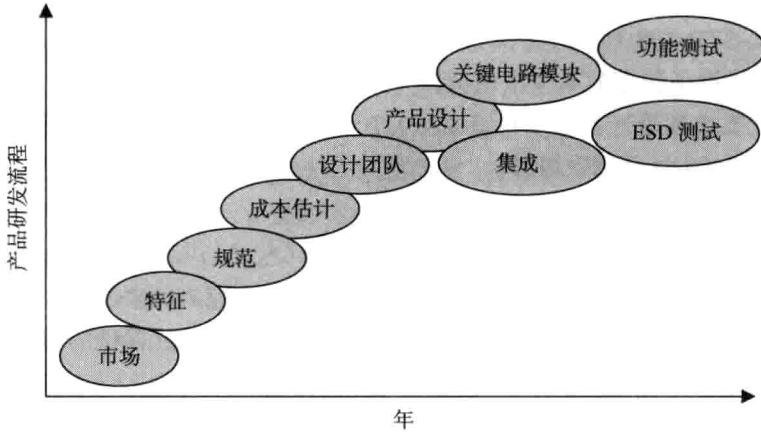 功能测试
关键电路模块
产品设计
ESD 测试
设计团队
集成
成本估计
规范
特征
市场
产品研发流程
年